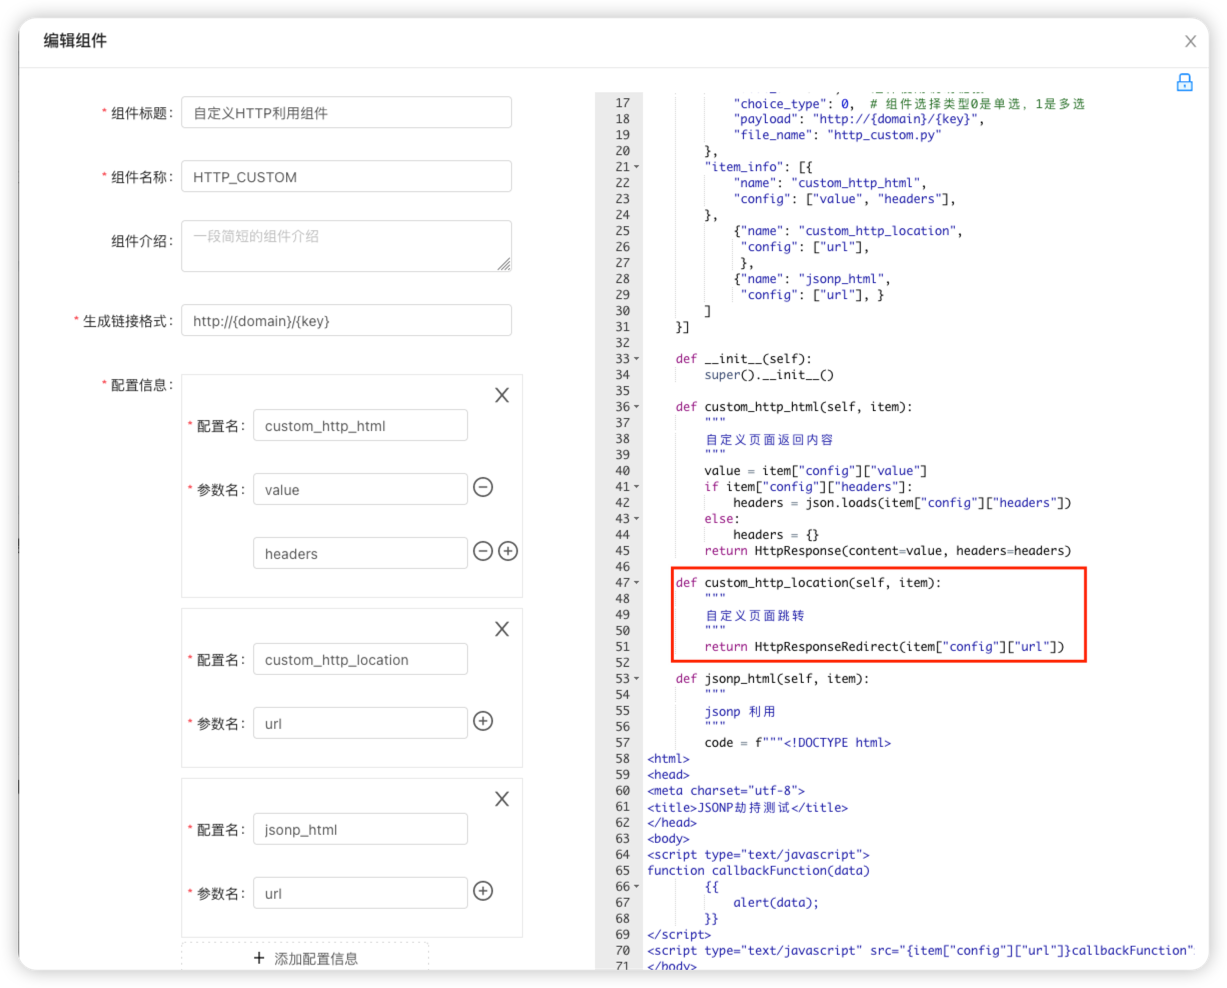 编辑组件
* 组件标题：
自定义HTTP利用组件
* 组件名称：
HTTP_CUSTOM
组件介绍：
一段简短的组件介绍
* 生成链接格式：
http://{domain}/{key}
* 配置信息：
* 配置名：
custom_http_html
* 参数名：
value
headers
* 配置名：
custom_http_location
* 参数名：
url
* 配置名：
jsonp_html
* 参数名：
url
+ 添加配置信息
17 "choice_type": 0,  # 组件选择类型0是单选, 1是多选
18 "payload": "http://{domain}/{key}",
19 "file_name": "http_custom.py"
20 },
21 "item_info": [{
22 "name": "custom_http_html",
23 "config": ["value", "headers"],
24 },
25 {"name": "custom_http_location",
26 "config": ["url"],
27 },
28 {"name": "jsonp_html",
29 "config": ["url"], }
30 ]
31 }]
32
33 def __init__(self):
34 super().__init__()
35
36 def custom_http_html(self, item):
37 """
38 自定义页面返回内容
39 """
40 value = item["config"]["value"]
41 if item["config"]["headers"]:
42 headers = json.loads(item["config"]["headers"])
43 else:
44 headers = {}
45 return HttpResponse(content=value, headers=headers)
46
47 def custom_http_location(self, item):
48 """
49 自定义页面跳转
50 """
51 return HttpResponseRedirect(item["config"]["url"])
52
53 def jsonp_html(self, item):
54 """
55 jsonp 利用
56 """
57 code = f"""<!DOCTYPE html>
58 <html>
59 <head>
60 <meta charset="utf-8">
61 <title>JSONP劫持测试</title>
62 </head>
63 <body>
64 <script type="text/javascript">
65 function callbackFunction(data)
66 {{
67 alert(data);
68 }}
69 </script>
70 <script type="text/javascript" src="{item["config"]["url"]}callbackFunction"
71 </body>